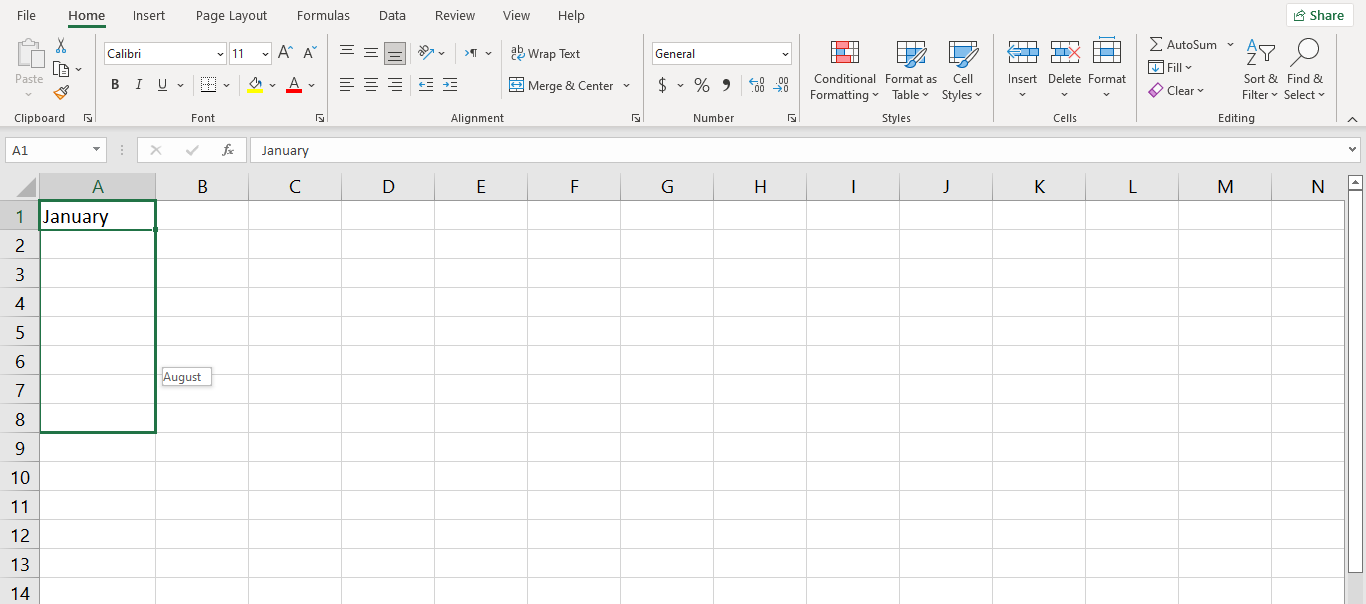 File Home Insert Page Layout Formulas Data Review View Help Share
Calibri 11 A A ab Wrap Text General $ % 9 .00 AutoSum A Z
Paste B I U A Merge & Center Conditional Formatting Format as Table Cell Styles Insert Delete Format Fill Clear Sort & Filter Find & Select
Clipboard Font Alignment Number Styles Cells Editing
A1 fx January
A B C D E F G H I J K L M N
1 January
2
3
4
5
6
August
7
8
9
10
11
12
13
14